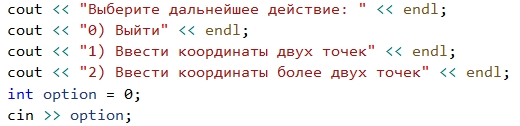 cout << "Выберите дальнейшее действие: " << endl;
cout << "0) Выйти" << endl;
cout << "1) Ввести координаты двух точек" << endl;
cout << "2) Ввести координаты более двух точек" << endl;
int option = 0;
cin >> option;